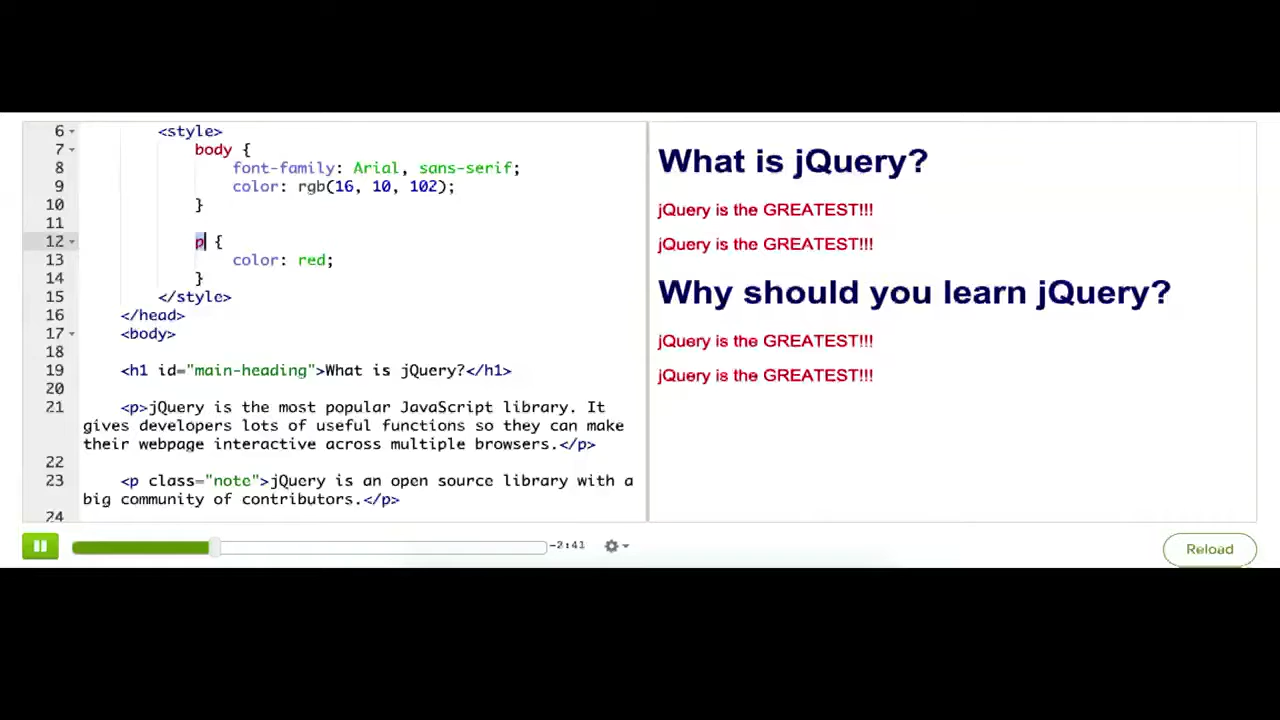 6 <style>
7 body {
8 font-family: Arial, sans-serif;
9 color: rgb(16, 10, 102);
10 }
11
12 p {
13 color: red;
14 }
15 </style>
16 </head>
17 <body>
18
19 <h1 id="main-heading">What is jQuery?</h1>
20
21 <p>jQuery is the most popular JavaScript library. It
gives developers lots of useful functions so they can make
their webpage interactive across multiple browsers.</p>
22
23 <p class="note">jQuery is an open source library with a
big community of contributors.</p>
24
What is jQuery?
jQuery is the GREATEST!!!
jQuery is the GREATEST!!!
Why should you learn jQuery?
jQuery is the GREATEST!!!
jQuery is the GREATEST!!!
-2:41
Reload